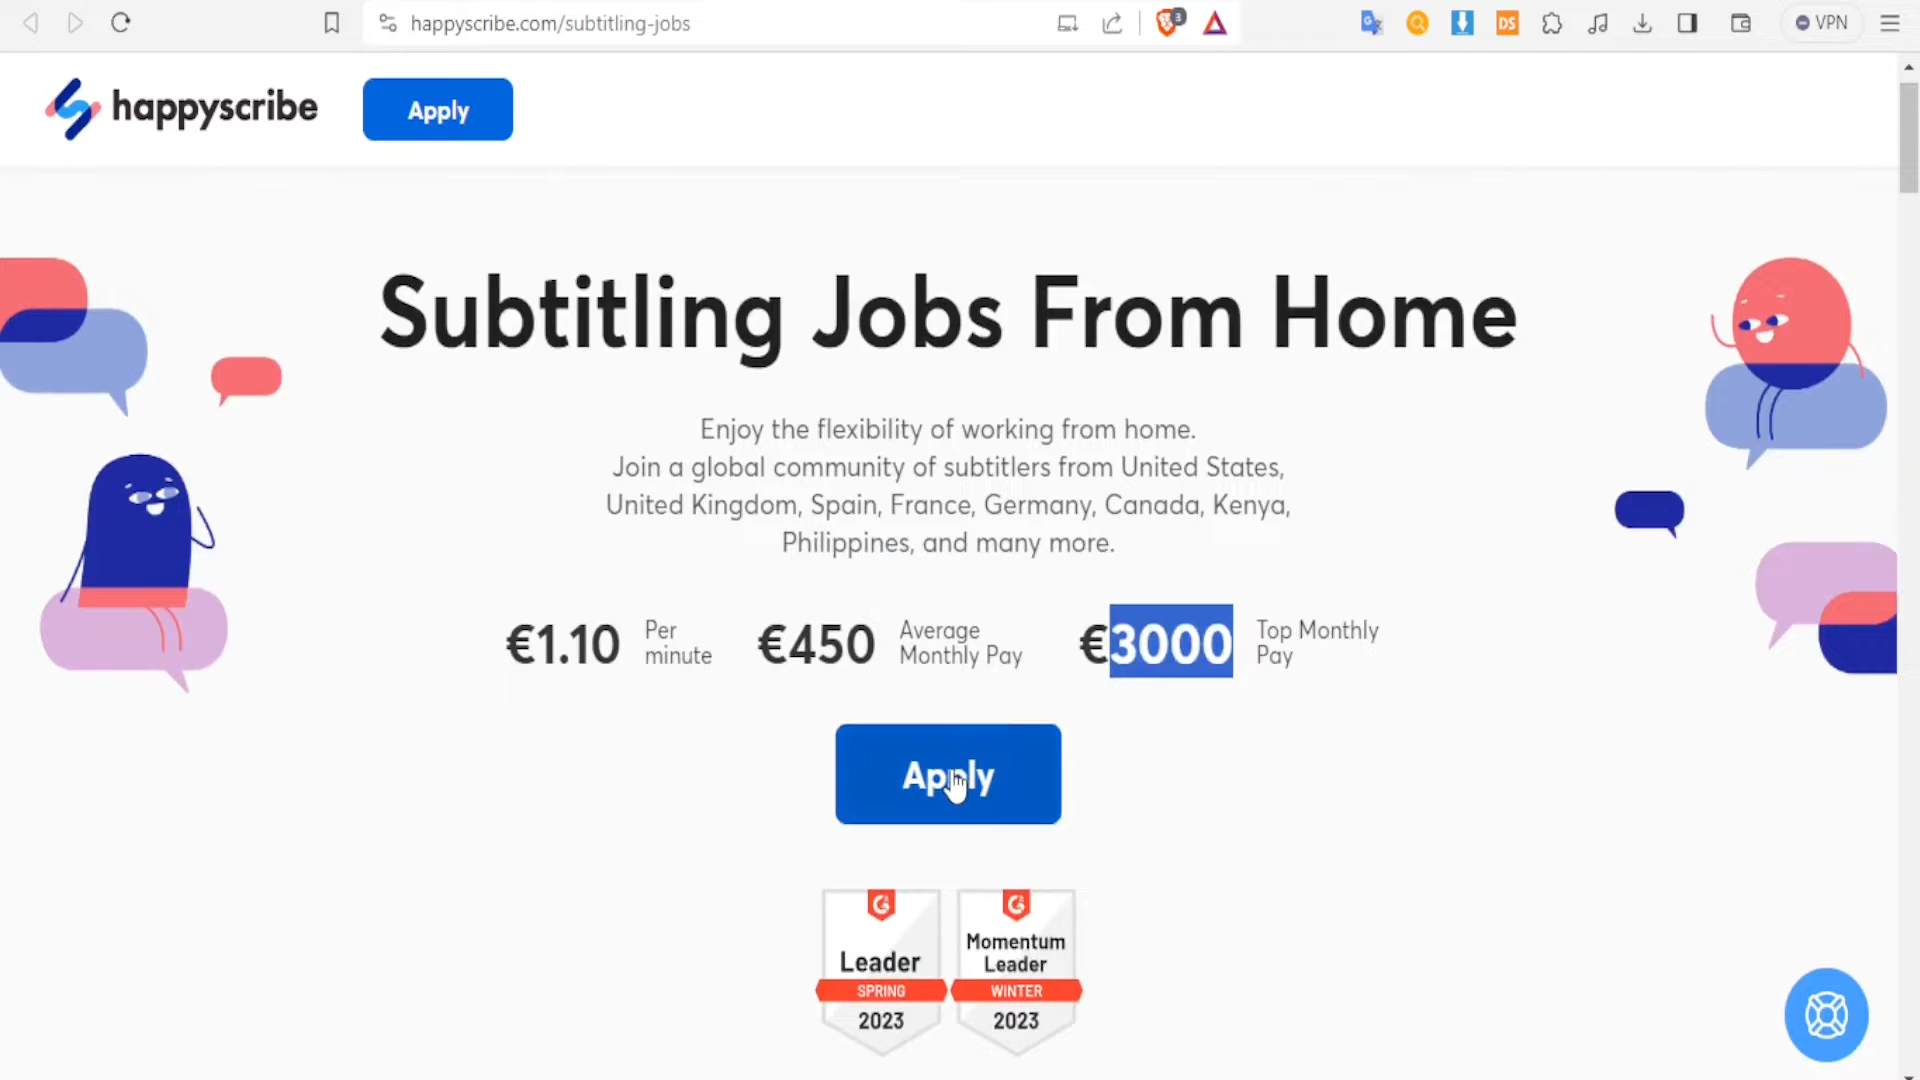 happyscribe.com/subtitling-jobs
3
DS
VPN
happyscribe
Apply
Subtitling Jobs From Home
Enjoy the flexibility of working from home.
Join a global community of subtitlers from United States,
United Kingdom, Spain, France, Germany, Canada, Kenya,
Philippines, and many more.
€1.10 Per minute
€450 Average Monthly Pay
€3000 Top Monthly Pay
Apply
Leader
SPRING
2023
Momentum
Leader
WINTER
2023